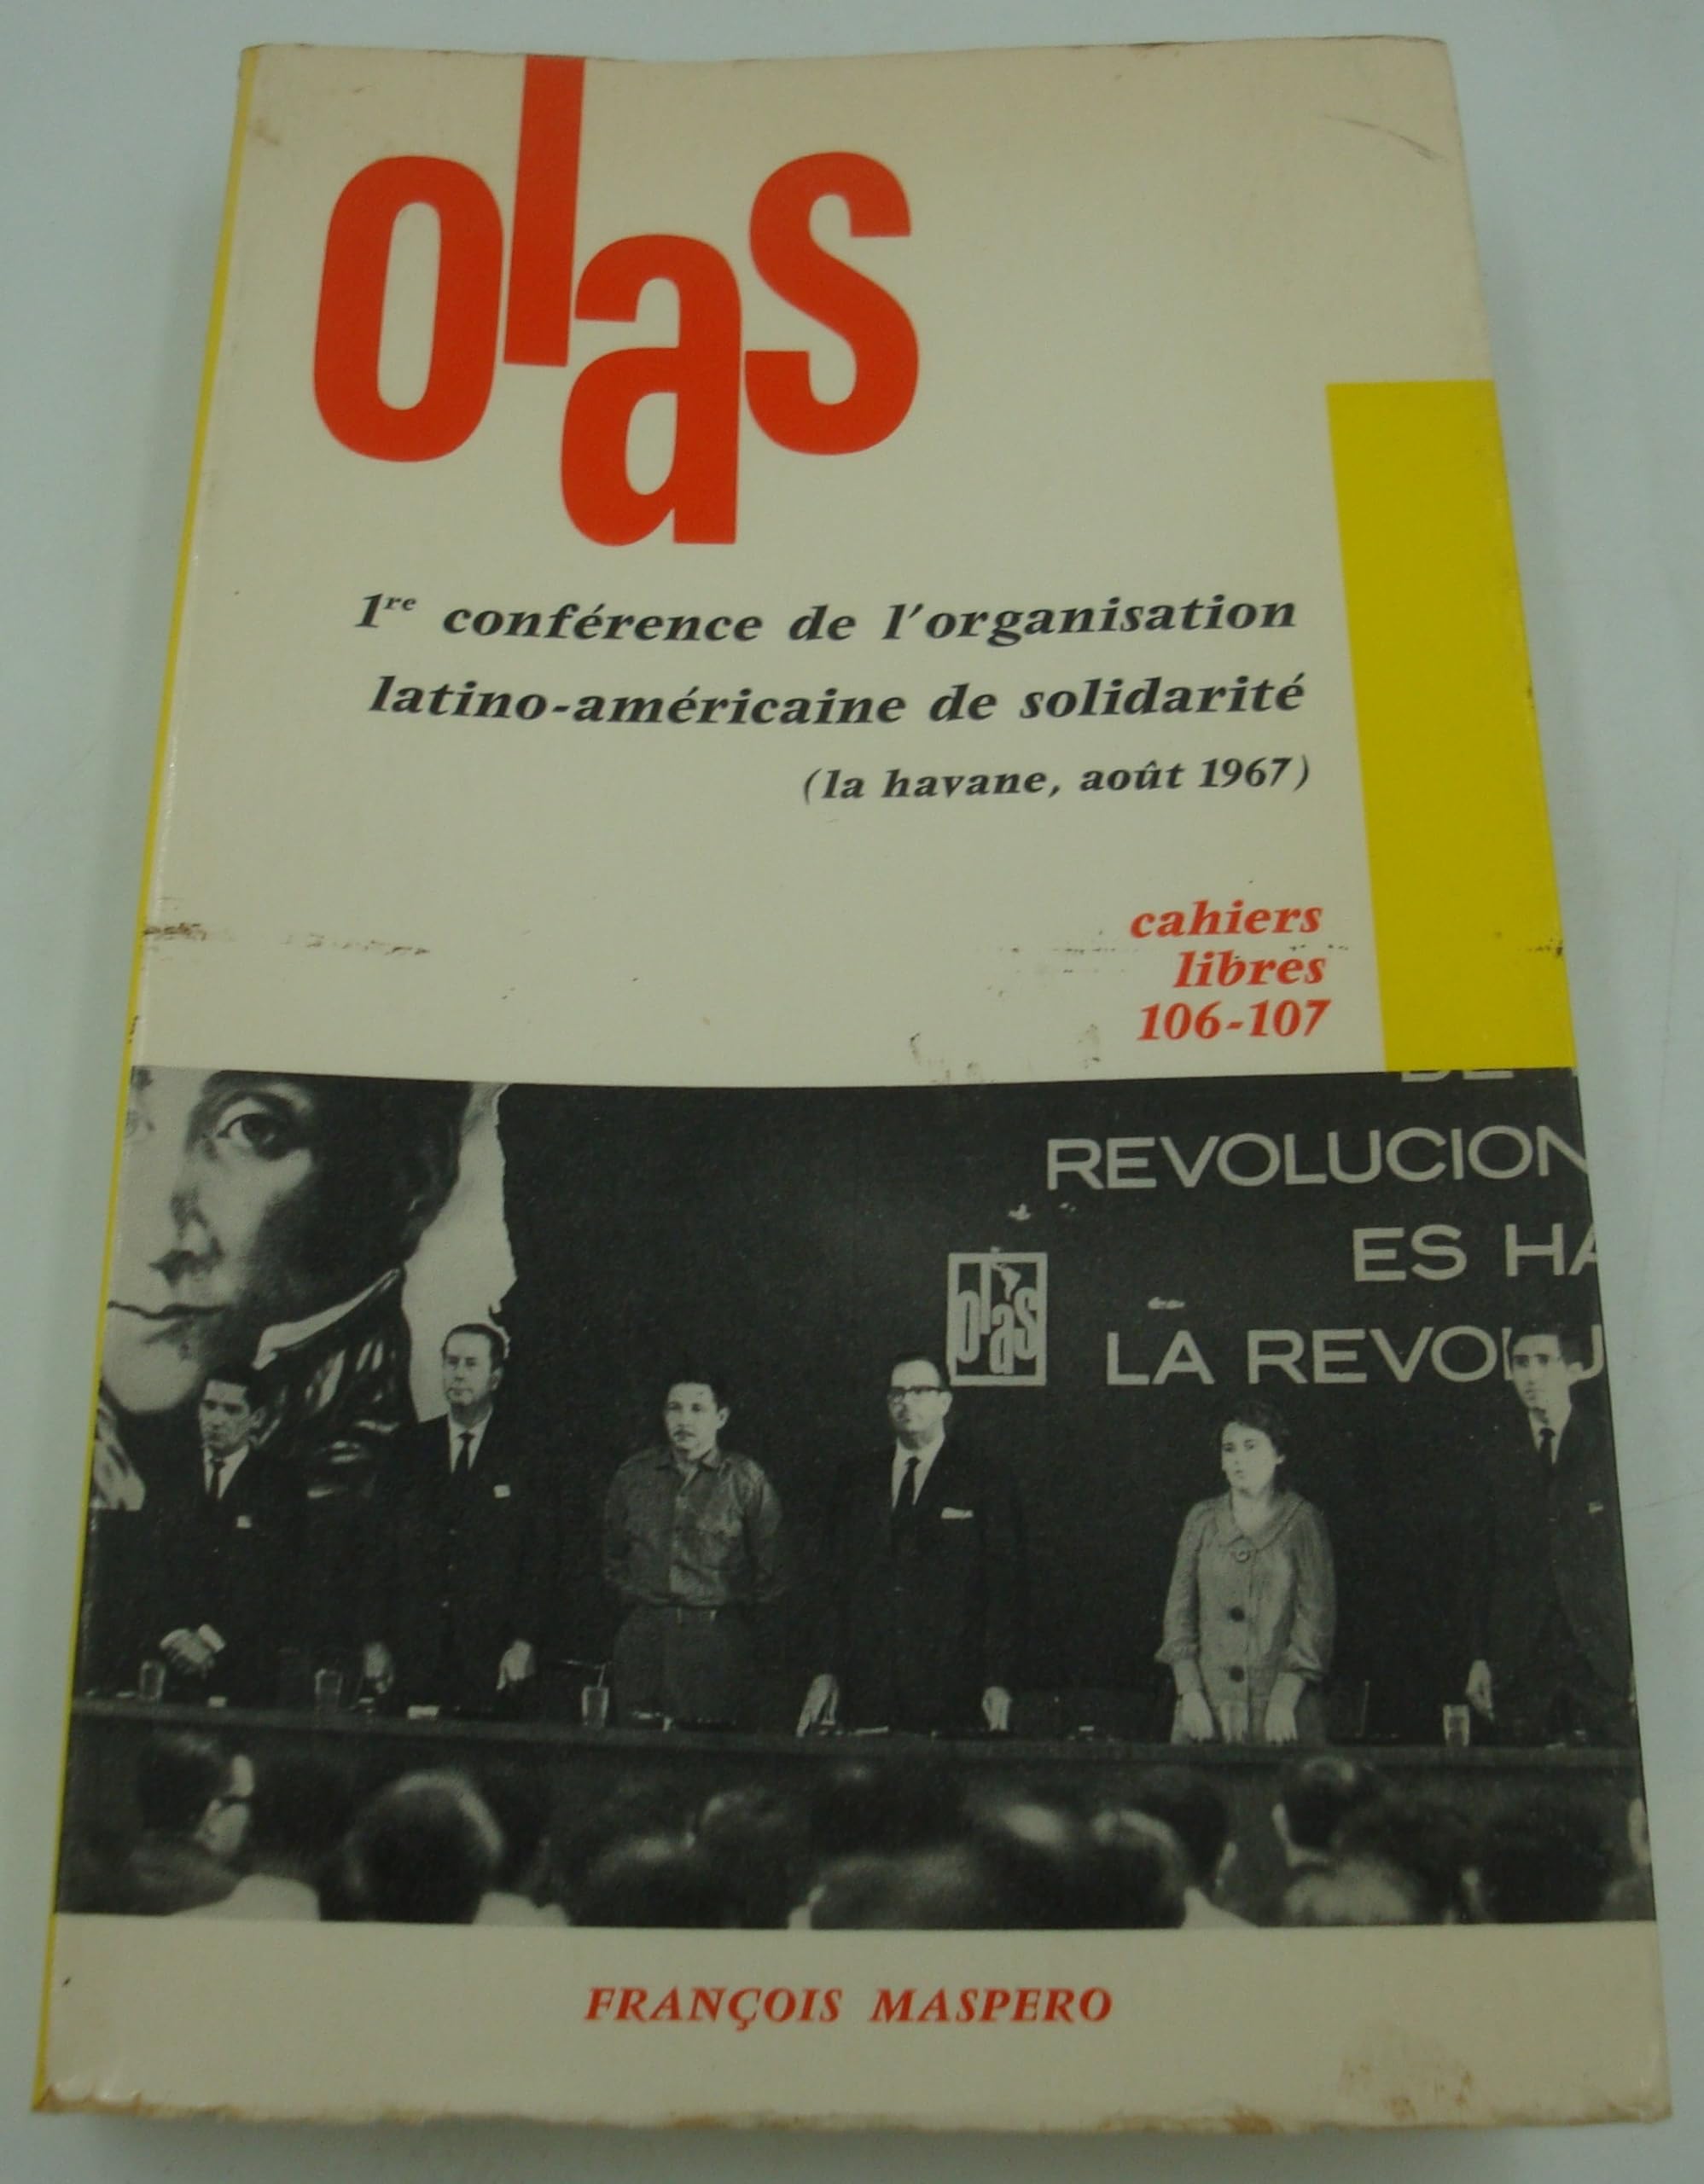 olas
1re conférence de l'organisation
latino-américaine de solidarité
(la havane, août 1967)
cahiers
libres
106-107
REVOLUCION
ES HA
olas
LA REVOLU
FRANÇOIS MASPERO